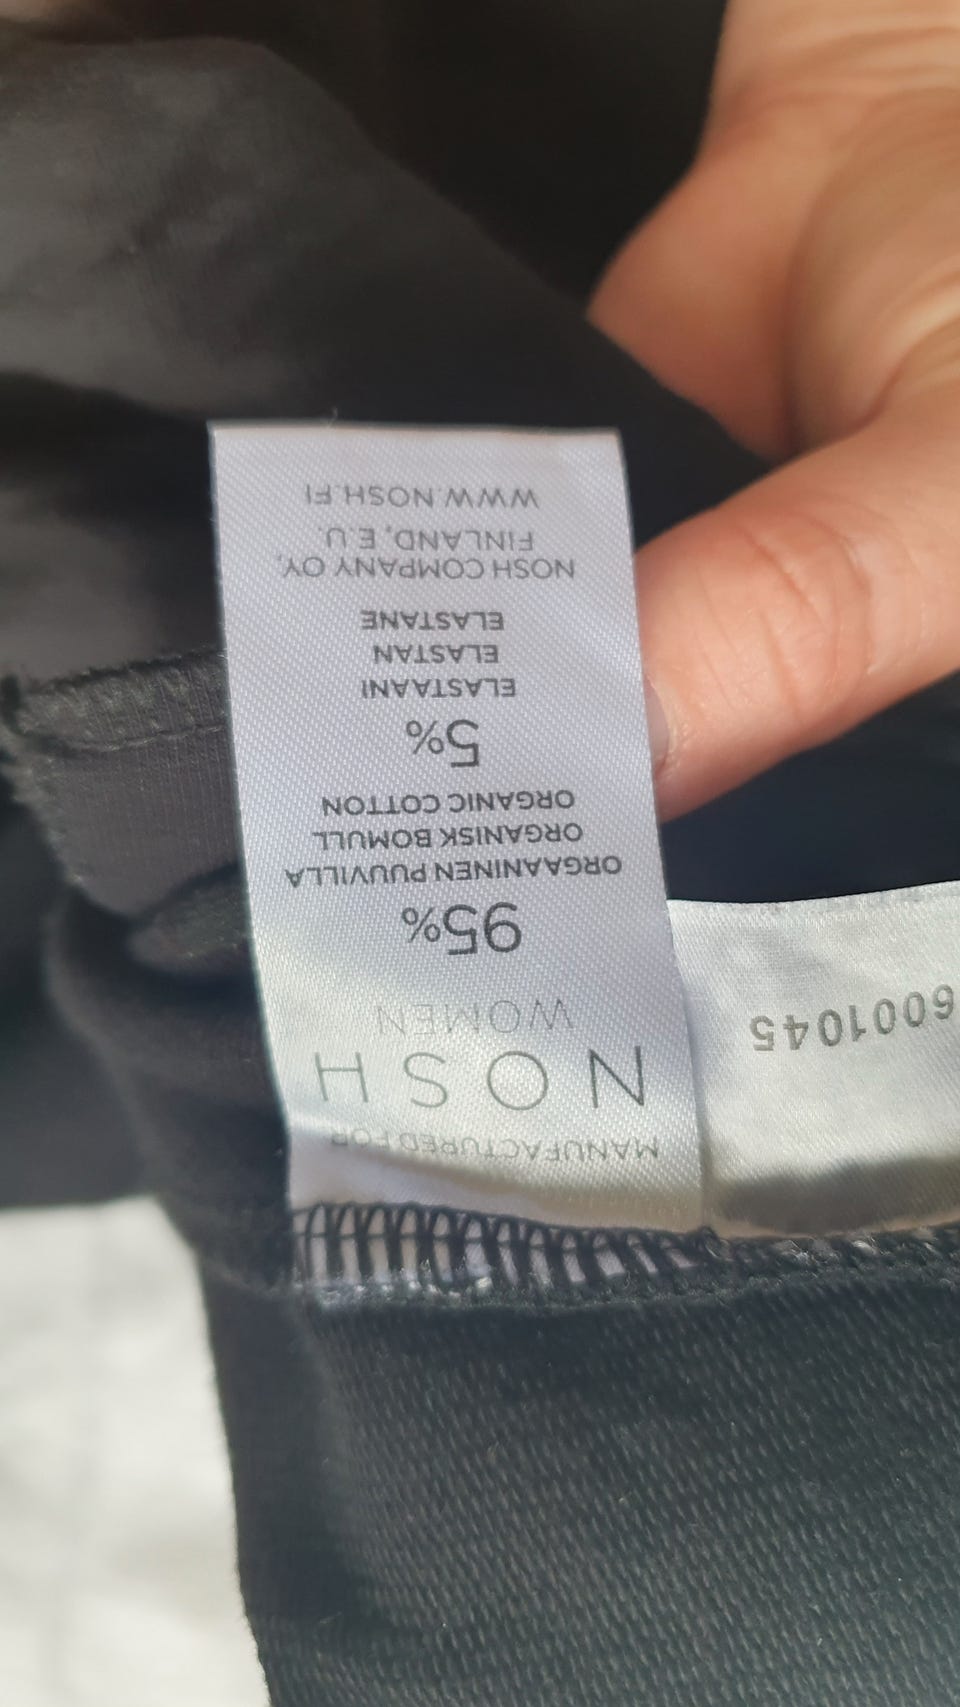 MANUFACTURED FOR
NOSH
WOMEN
95%
ORGAANINEN PUUVILLA
ORGANISK BOMULL
ORGANIC COTTON
5%
ELASTAANI
ELASTAN
ELASTANE
NOSH COMPANY OY,
FINLAND, E.U.
WWW.NOSH.FI
6001045